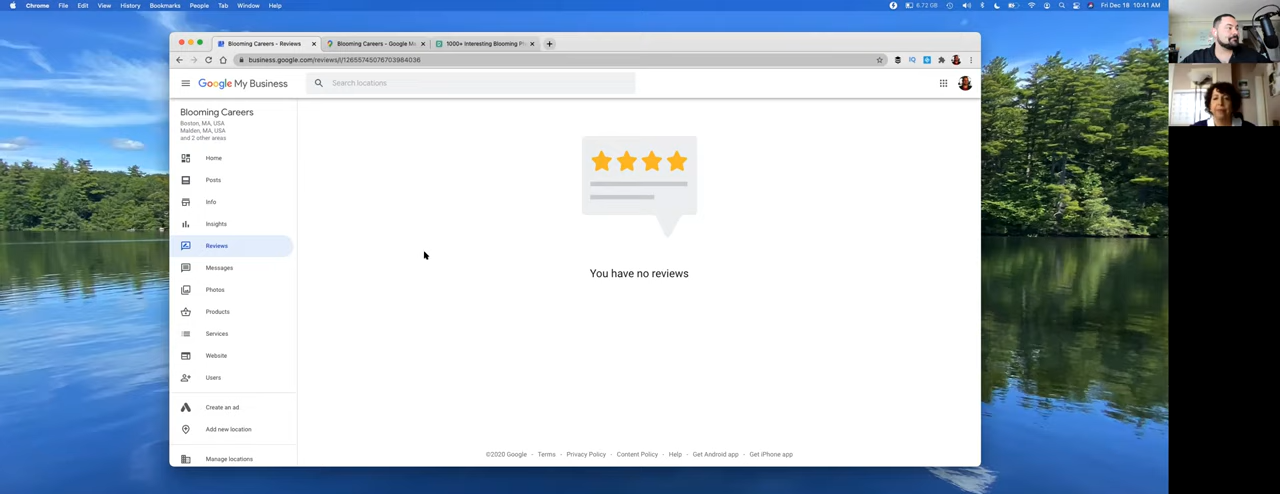 Chrome File Edit View History Bookmarks People Tab Window Help
6.72 GB
Fri Dec 18 10:41 AM
Blooming Careers - Reviews
Blooming Careers - Google M
1000+ Interesting Blooming P
business.google.com/reviews/l/12655745076703984036
Google My Business
Search locations
Blooming Careers
Boston, MA, USA
Malden, MA, USA
and 2 other areas
Home
Posts
Info
Insights
Reviews
Messages
Photos
Products
Services
Website
Users
Create an ad
Add new location
Manage locations
You have no reviews
©2020 Google - Terms - Privacy Policy - Content Policy - Help - Get Android app - Get iPhone app